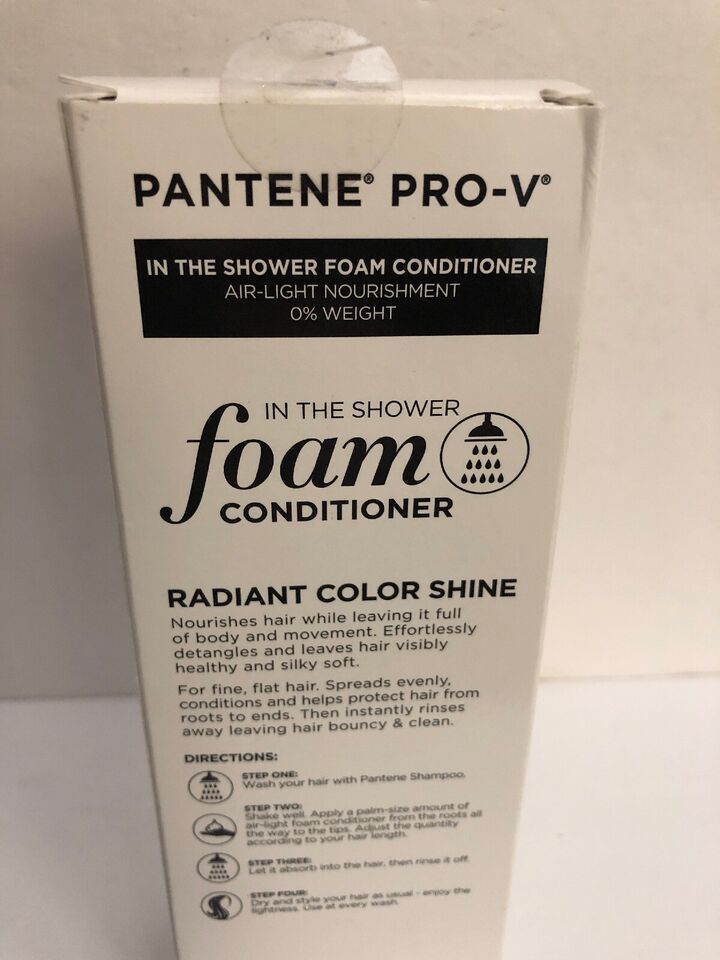 PANTENE® PRO-V®
IN THE SHOWER FOAM CONDITIONER
AIR-LIGHT NOURISHMENT
0% WEIGHT
IN THE SHOWER
foam
CONDITIONER
RADIANT COLOR SHINE
Nourishes hair while leaving it full
of body and movement. Effortlessly
detangles and leaves hair visibly
healthy and silky soft.
For fine, flat hair. Spreads evenly,
conditions and helps protect hair from
roots to ends. Then instantly rinses
away leaving hair bouncy & clean.
DIRECTIONS:
STEP ONE:
Wash your hair with Pantene Shampoo.
STEP TWO:
Shake well. Apply a palm-size amount of
air-light foam conditioner from the roots all
the way to the tips. Adjust the quantity
according to your hair length.
STEP THREE:
Let it absorb into the hair, then rinse it off.
STEP FOUR:
Dry and style your hair as usual - enjoy the
lightness. Use at every wash.